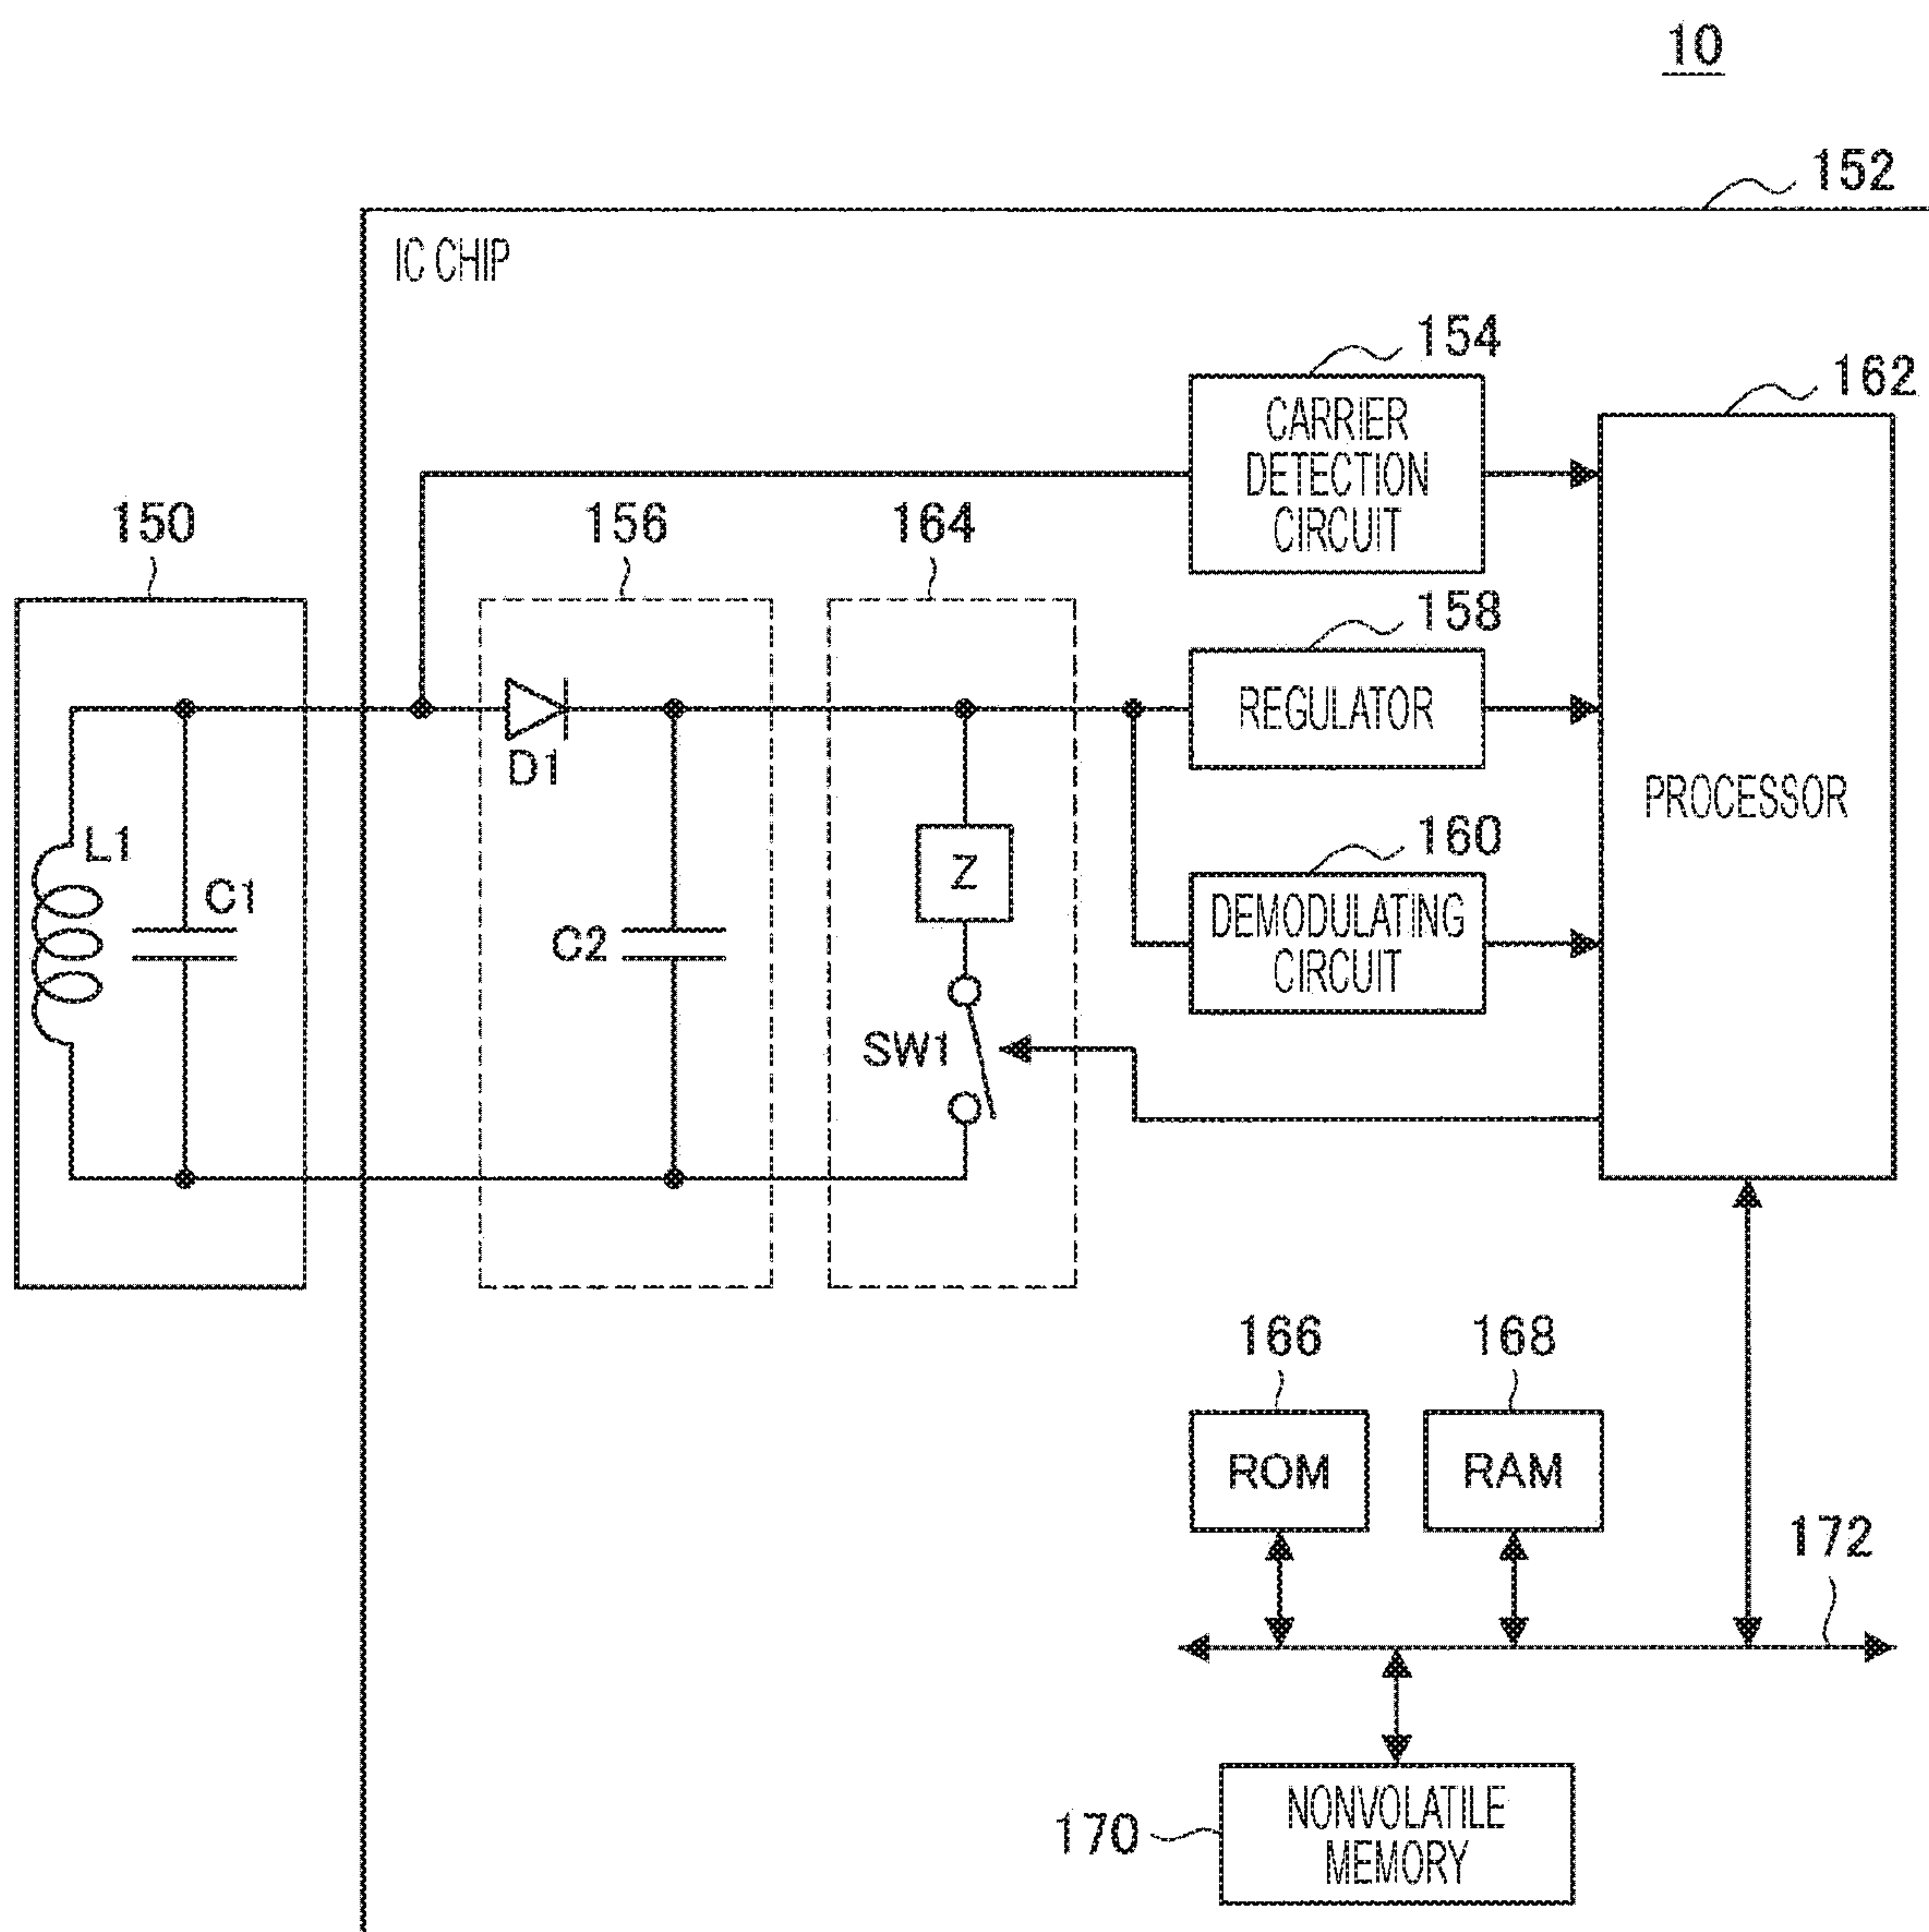 10
152
IC CHIP
154
CARRIER
DETECTION
CIRCUIT
162
PROCESSOR
150
156
164
158
REGULATOR
D1
L1
C1
C2
Z
SW1
160
DEMODULATING
CIRCUIT
166
168
ROM
RAM
172
170
NONVOLATILE
MEMORY